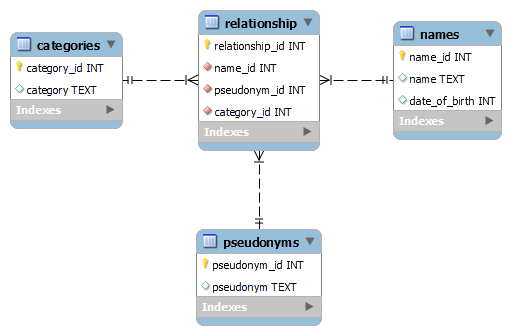 categories
category_id INT
category TEXT
Indexes
relationship
relationship_id INT
name_id INT
pseudonym_id INT
category_id INT
Indexes
names
name_id INT
name TEXT
date_of_birth INT
Indexes
pseudonyms
pseudonym_id INT
pseudonym TEXT
Indexes